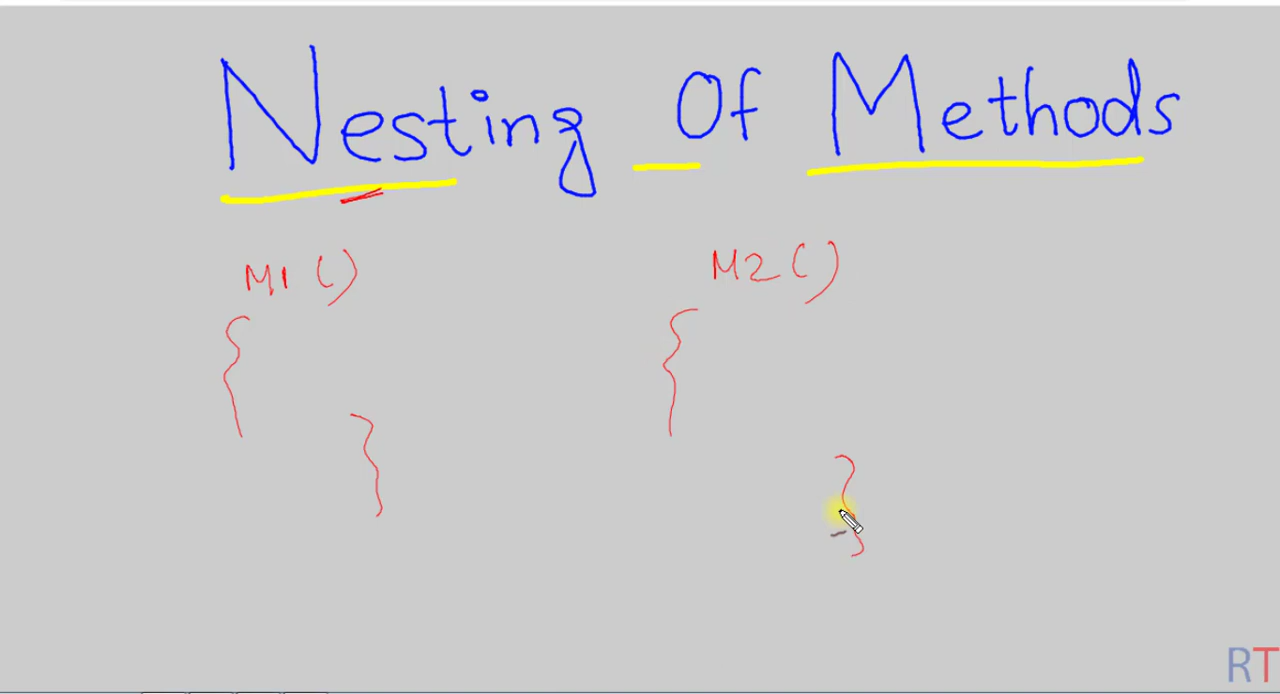 Nesting Of Methods
M1 () M2 ()
{ {
} }
RT